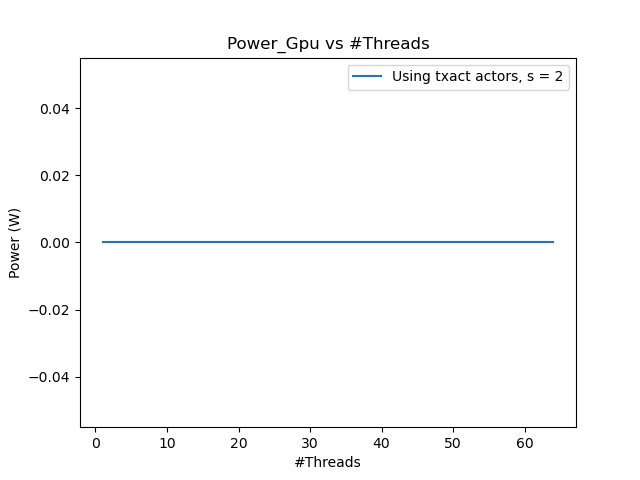 Power_Gpu vs #Threads
Using txact actors, s = 2
0.04
0.02
0.00
−0.02
−0.04
Power (W)
0 10 20 30 40 50 60
#Threads